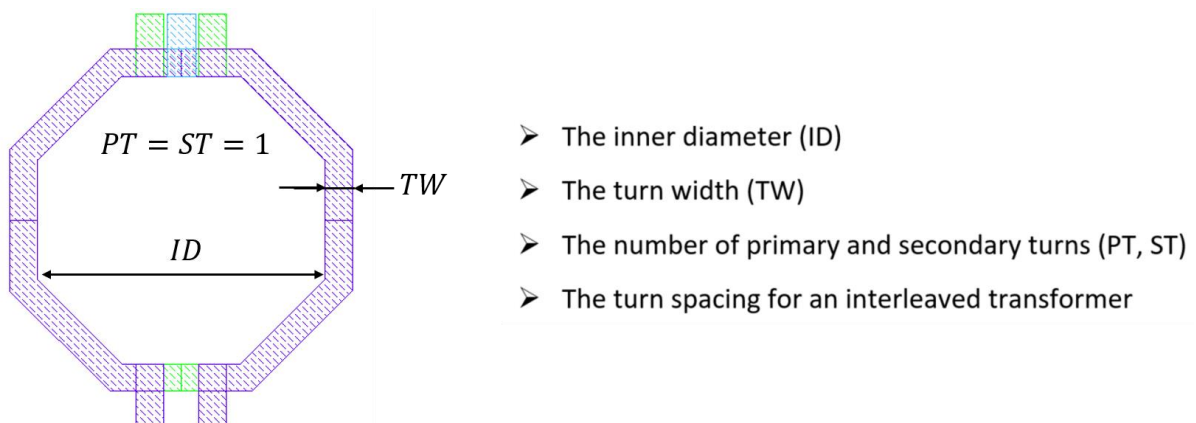 PT = ST = 1
TW
ID
➤ The inner diameter (ID)
➤ The turn width (TW)
➤ The number of primary and secondary turns (PT, ST)
➤ The turn spacing for an interleaved transformer